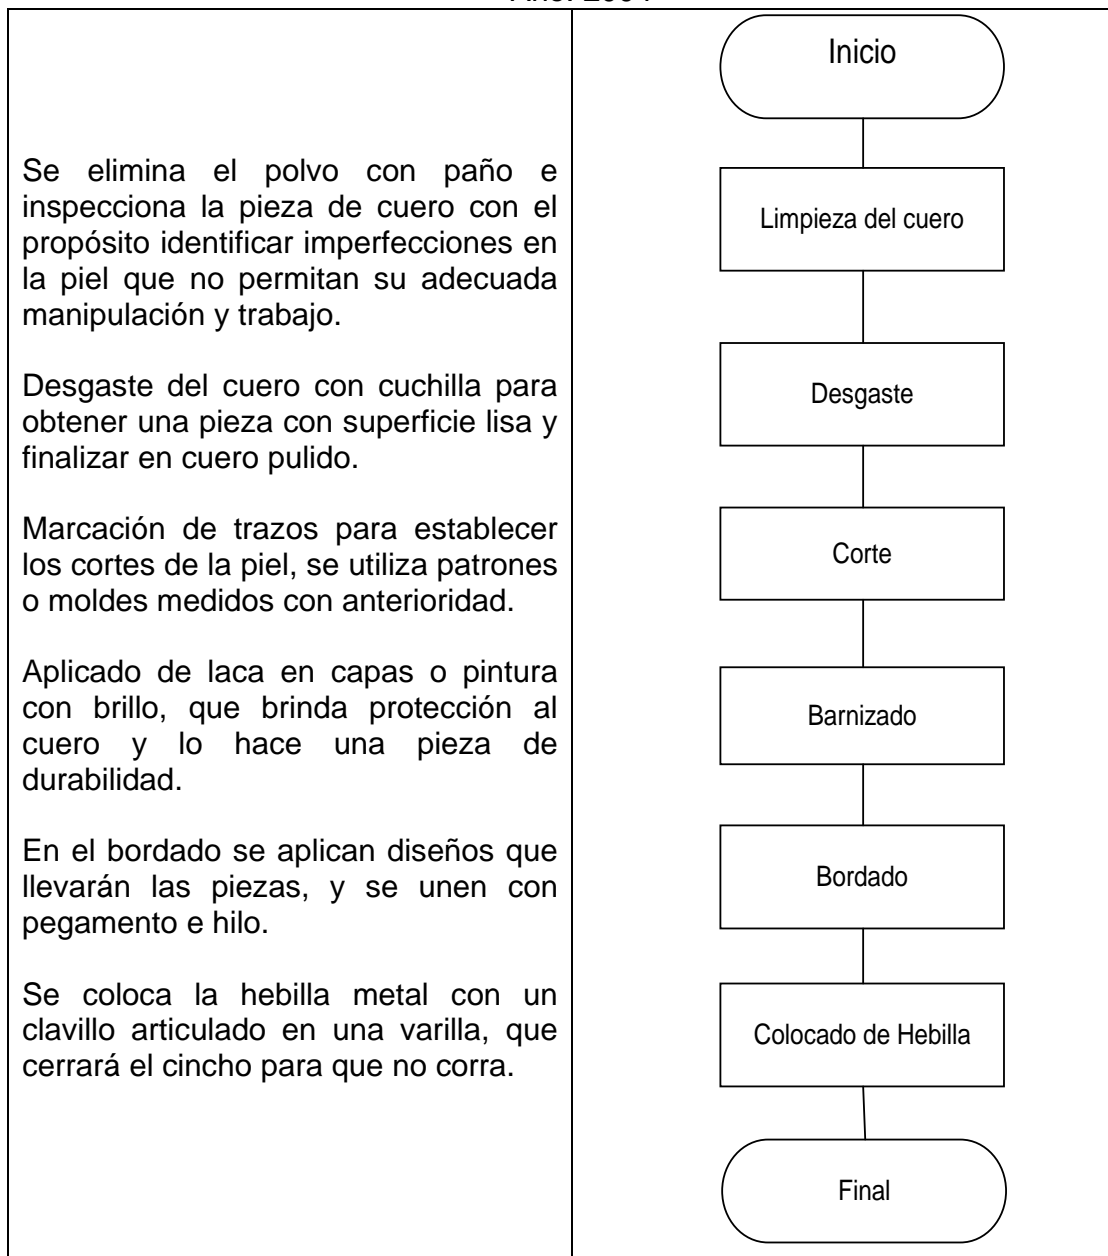 Se elimina el polvo con paño e
inspecciona la pieza de cuero con el
propósito identificar imperfecciones en
la piel que no permitan su adecuada
manipulación y trabajo.
Desgaste del cuero con cuchilla para
obtener una pieza con superficie lisa y
finalizar en cuero pulido.
Marcación de trazos para establecer
los cortes de la piel, se utiliza patrones
o moldes medidos con anterioridad.
Aplicado de laca en capas o pintura
con brillo, que brinda protección al
cuero y lo hace una pieza de
durabilidad.
En el bordado se aplican diseños que
llevarán las piezas, y se unen con
pegamento e hilo.
Se coloca la hebilla metal con un
clavillo articulado en una varilla, que
cerrará el cincho para que no corra.
Inicio
Limpieza del cuero
Desgaste
Corte
Barnizado
Bordado
Colocado de Hebilla
Final